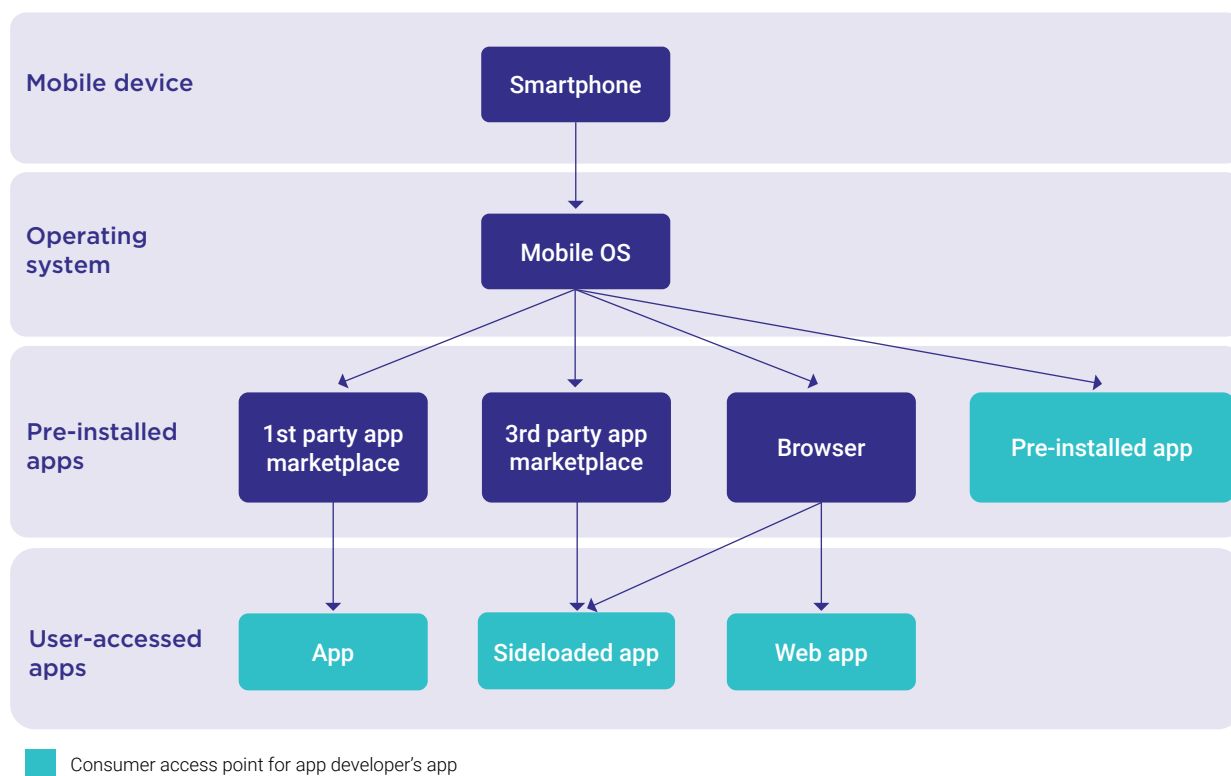 Mobile device
Smartphone
Operating
system
Mobile OS
Pre-installed
apps
1st party app
marketplace
3rd party app
marketplace
Browser
Pre-installed app
User-accessed
apps
App
Sideloaded app
Web app
Consumer access point for app developer's app